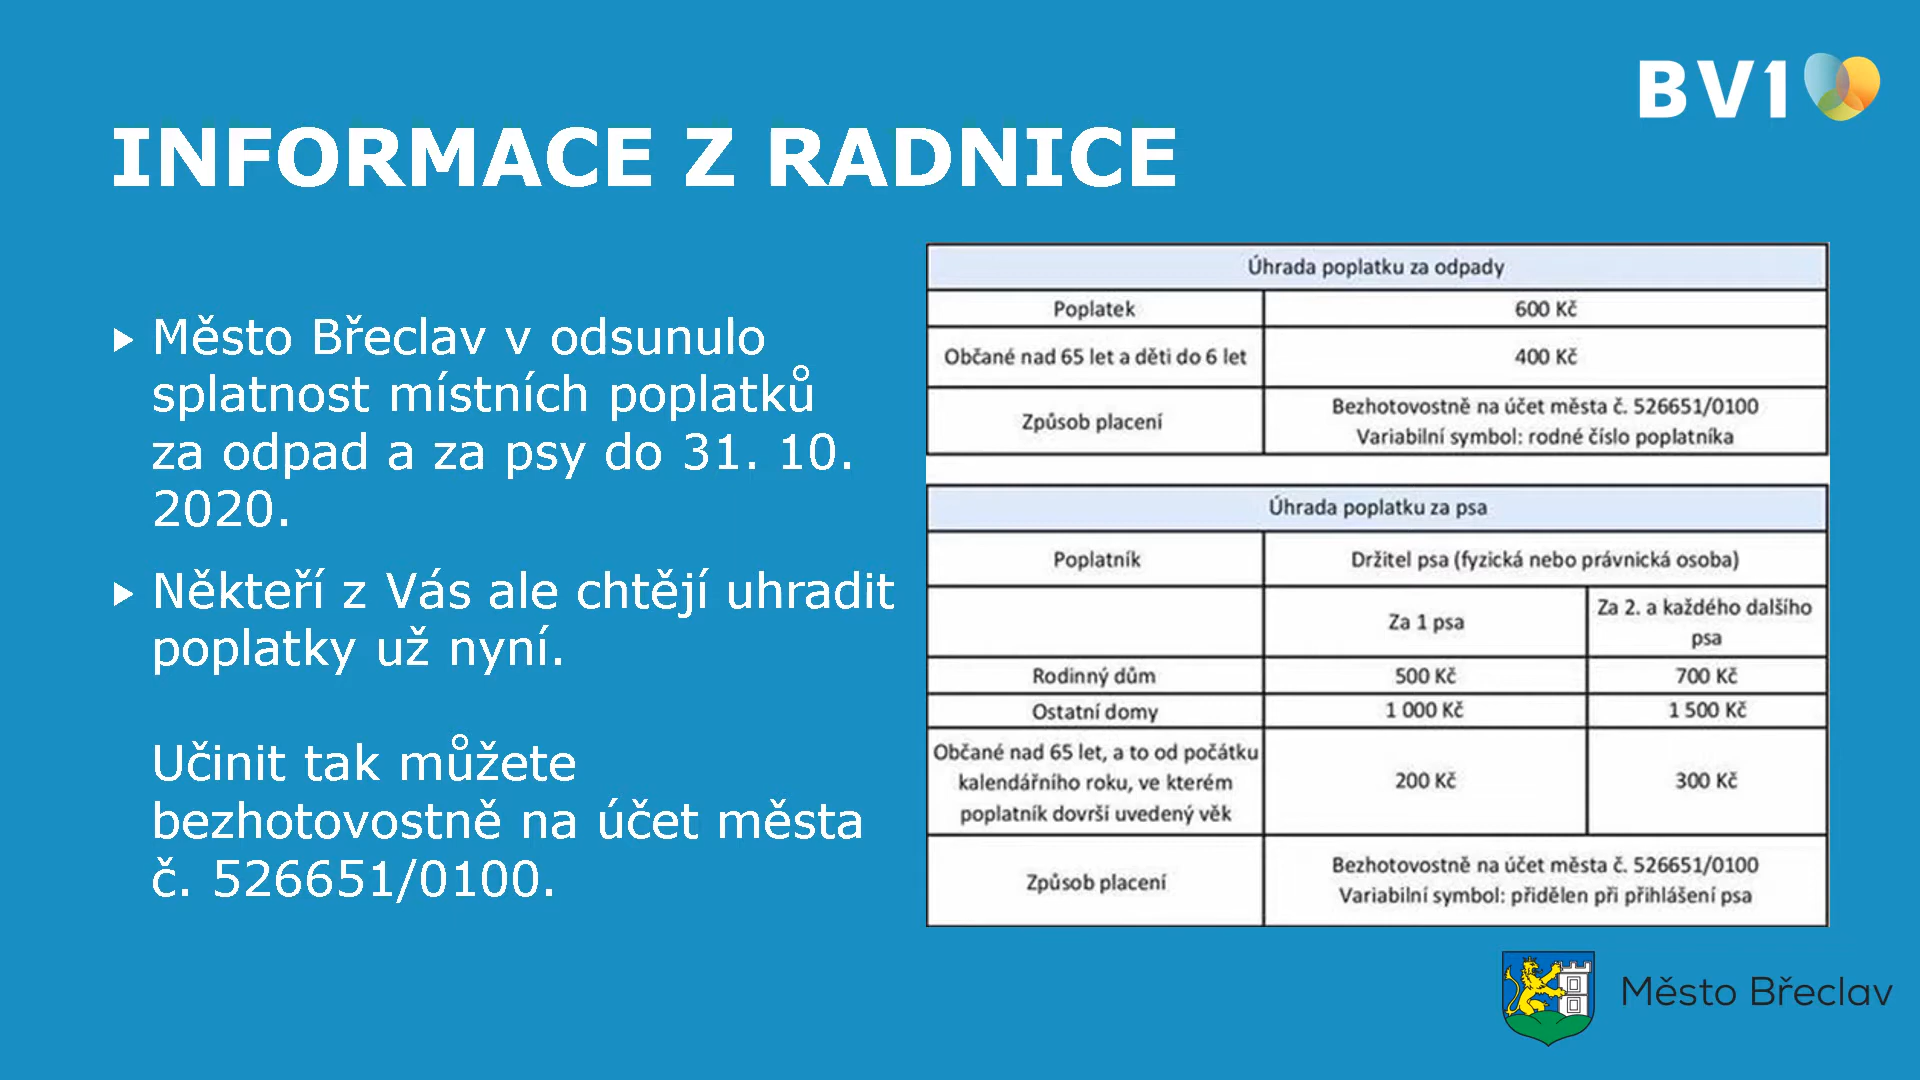 BV1
INFORMACE Z RADNICE
Město Břeclav v odsunulo
splatnost místních poplatků
za odpad a za psy do 31. 10.
2020.
Někteří z Vás ale chtějí uhradit
poplatky už nyní.
Učinit tak můžete
bezhotovostně na účet města
č. 526651/0100.
Úhrada poplatku za odpady
Poplatek 600 Kč
Občané nad 65 let a děti do 6 let 400 Kč
Způsob placení
Bezhotovostně na účet města č. 526651/0100
Variabilní symbol: rodné číslo poplatníka
Úhrada poplatku za psa
Poplatník Držitel psa (fyzická nebo právnická osoba)
Za 1 psa
Za 2. a každého dalšího
psa
Rodinný dům 500 Kč 700 Kč
Ostatní domy 1 000 Kč 1 500 Kč
Občané nad 65 let, a to od počátku
kalendářního roku, ve kterém
poplatník dovrší uvedený věk
200 Kč 300 Kč
Způsob placení
Bezhotovostně na účet města č. 526651/0100
Variabilní symbol: přidělen při přihlášení psa
Město Břeclav